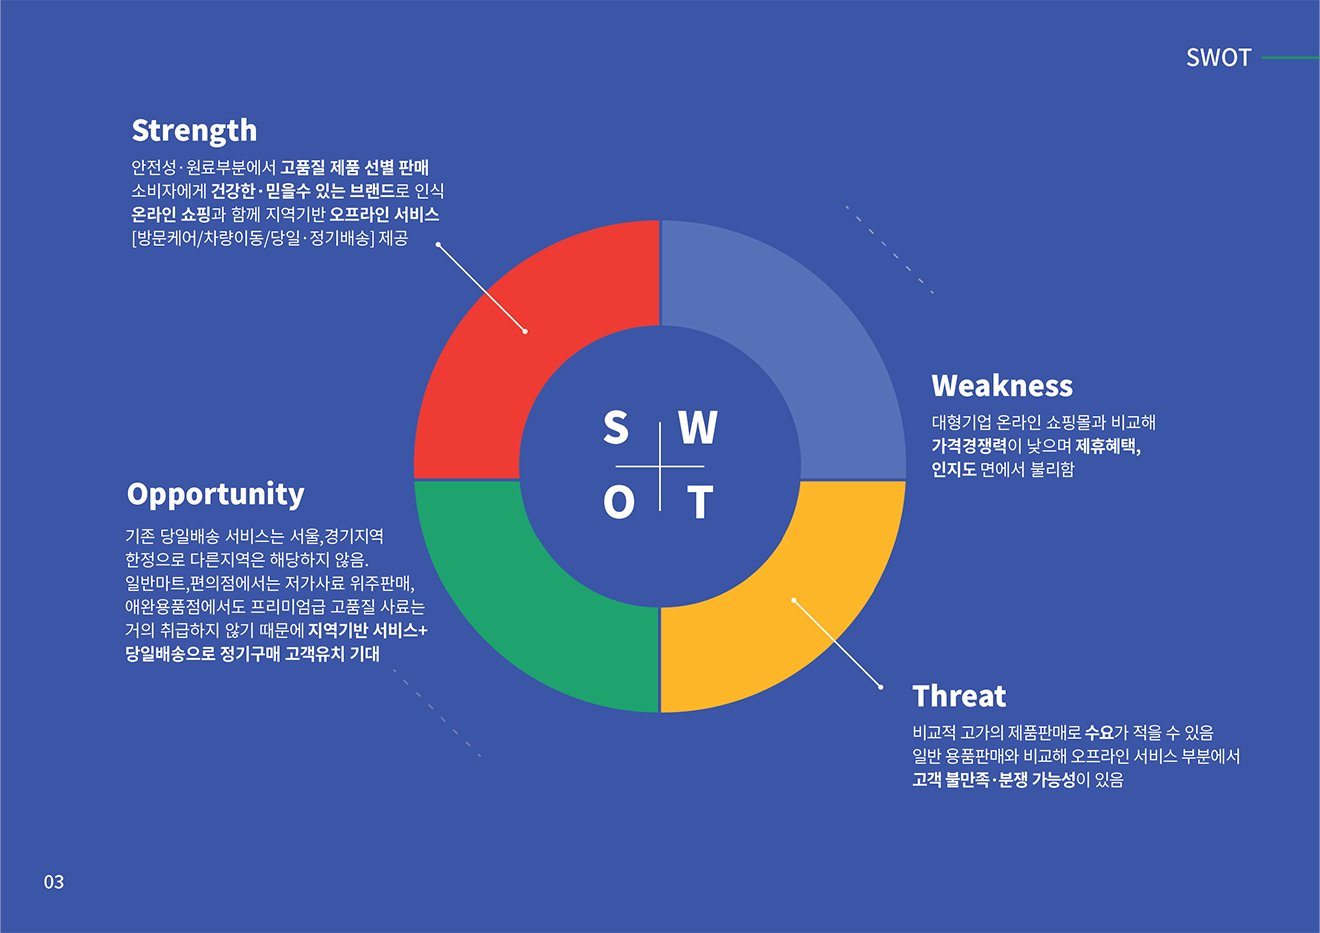 SWOT
Strength
안전성·원료부분에서 고품질 제품 선별 판매
소비자에게 건강한·믿을수 있는 브랜드로 인식
온라인 쇼핑과 함께 지역기반 오프라인 서비스
[방문케어/차량이동/당일·정기배송] 제공
S W
O T
Weakness
대형기업 온라인 쇼핑몰과 비교해
가격경쟁력이 낮으며 제휴혜택,
인지도 면에서 불리함
Opportunity
기존 당일배송 서비스는 서울,경기지역
한정으로 다른지역은 해당하지 않음.
일반마트,편의점에서는 저가사료 위주판매,
애완용품점에서도 프리미엄급 고품질 사료는
거의 취급하지 않기 때문에 지역기반 서비스+
당일배송으로 정기구매 고객유치 기대
Threat
비교적 고가의 제품판매로 수요가 적을 수 있음
일반 용품판매와 비교해 오프라인 서비스 부분에서
고객 불만족·분쟁 가능성이 있음
03